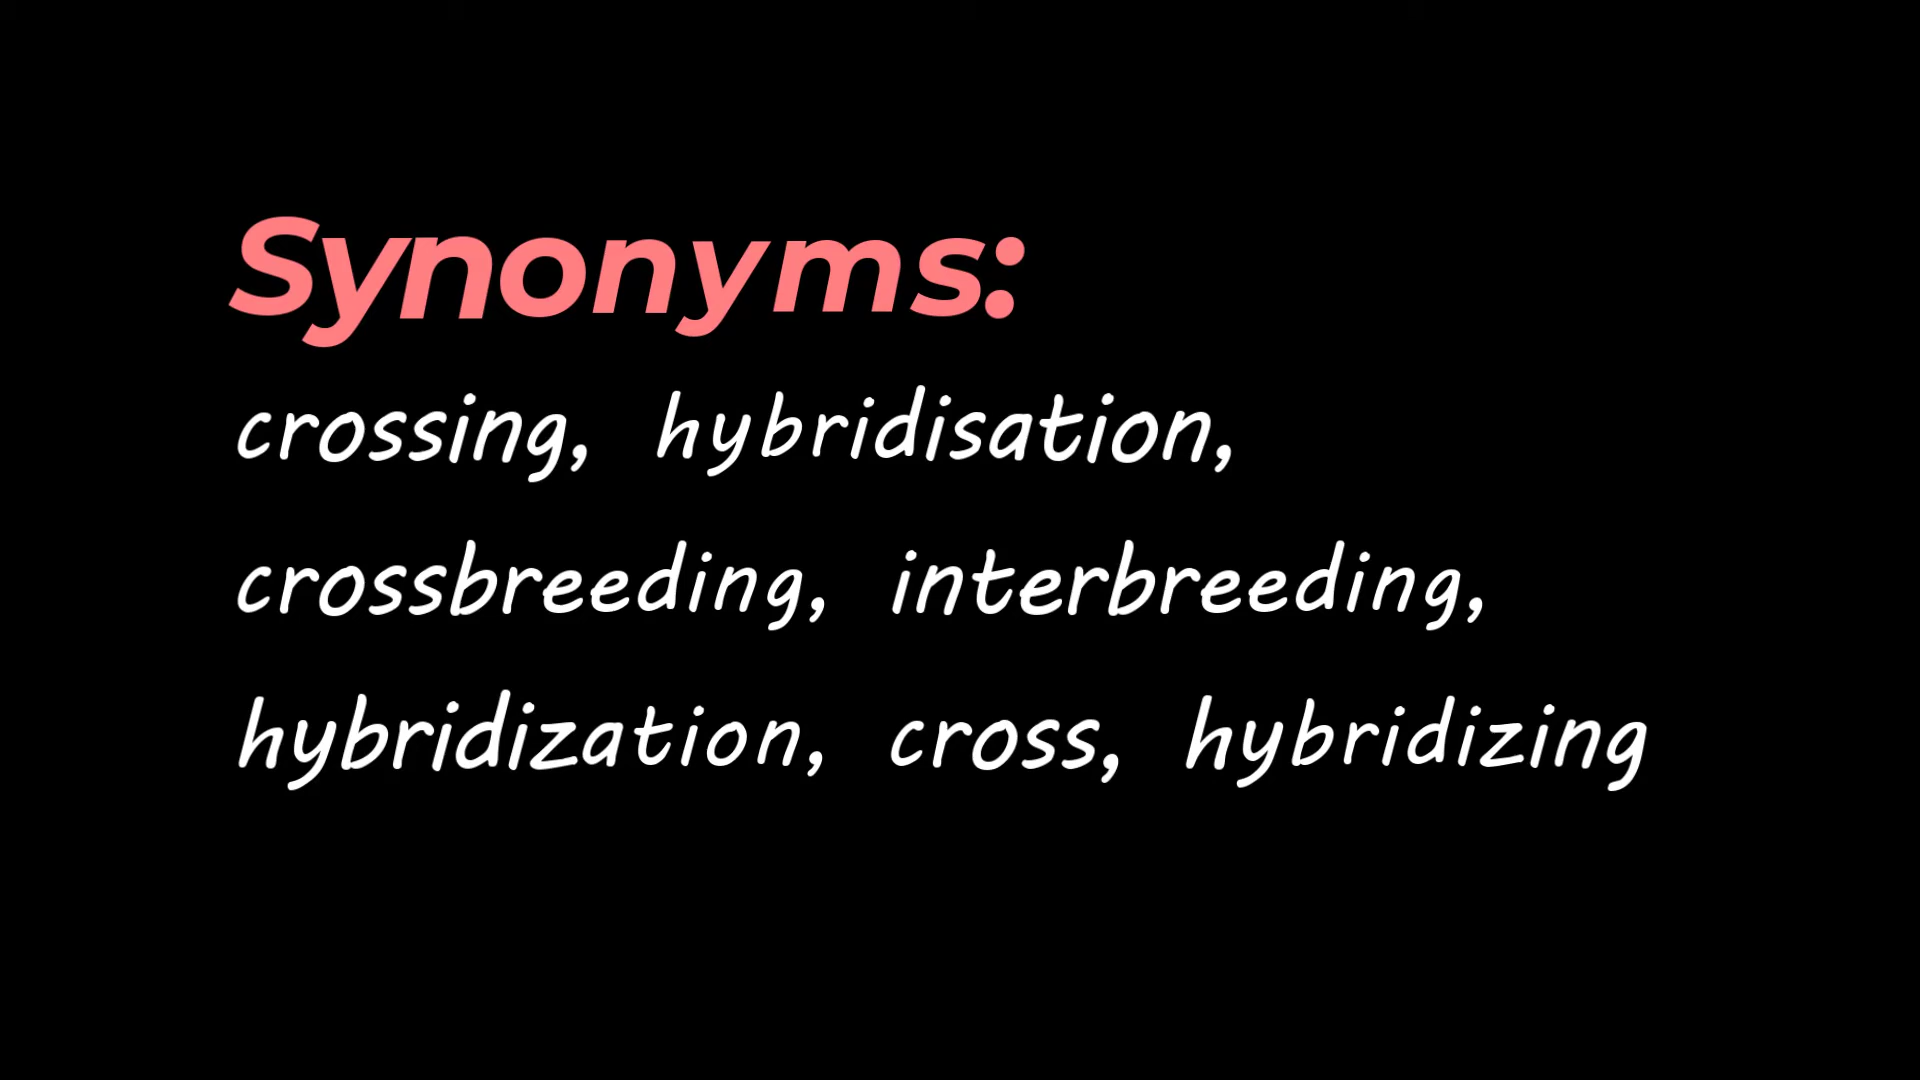 Synonyms:
crossing, hybridisation,
crossbreeding, interbreeding,
hybridization, cross, hybridizing